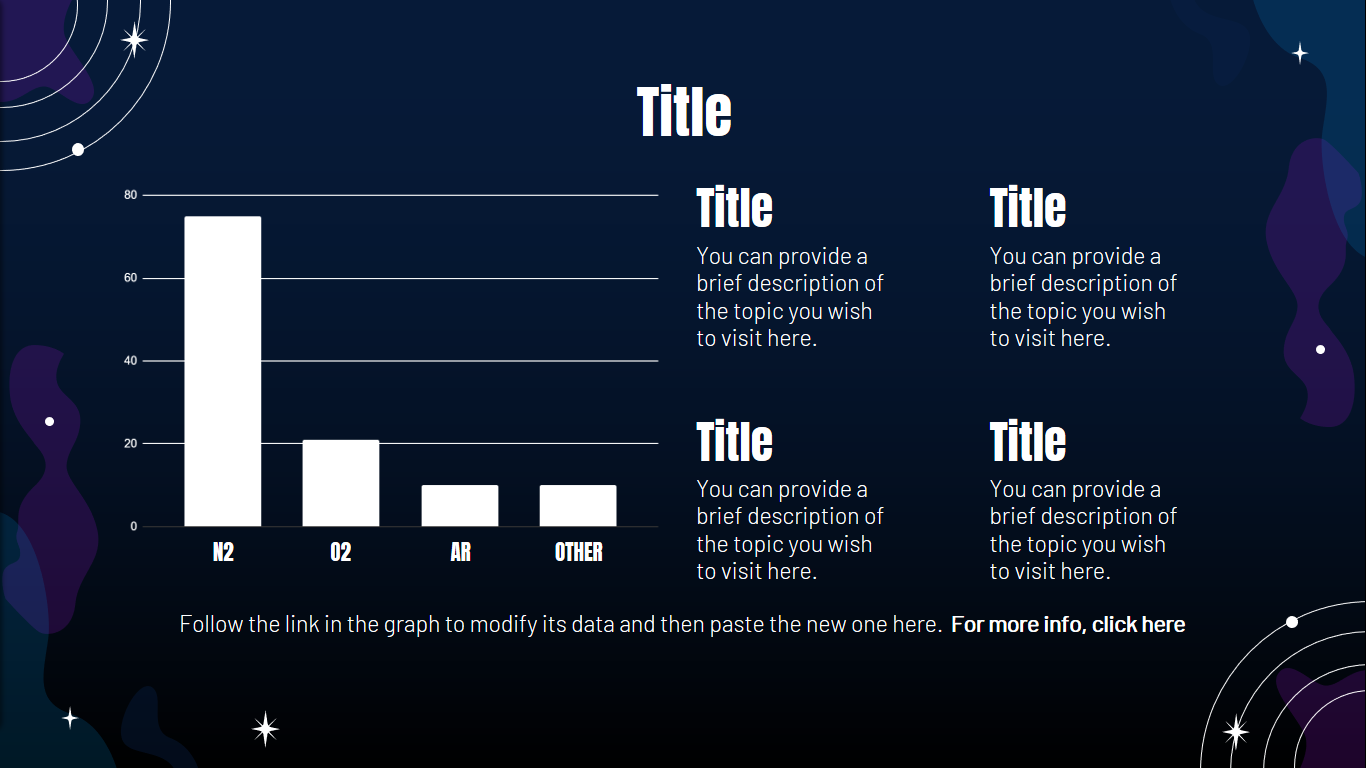 Title
80
60
40
20
0
N2
O2
AR
OTHER
Title
You can provide a
brief description of
the topic you wish
to visit here.
Title
You can provide a
brief description of
the topic you wish
to visit here.
Title
You can provide a
brief description of
the topic you wish
to visit here.
Title
You can provide a
brief description of
the topic you wish
to visit here.
Follow the link in the graph to modify its data and then paste the new one here. For more info, click here